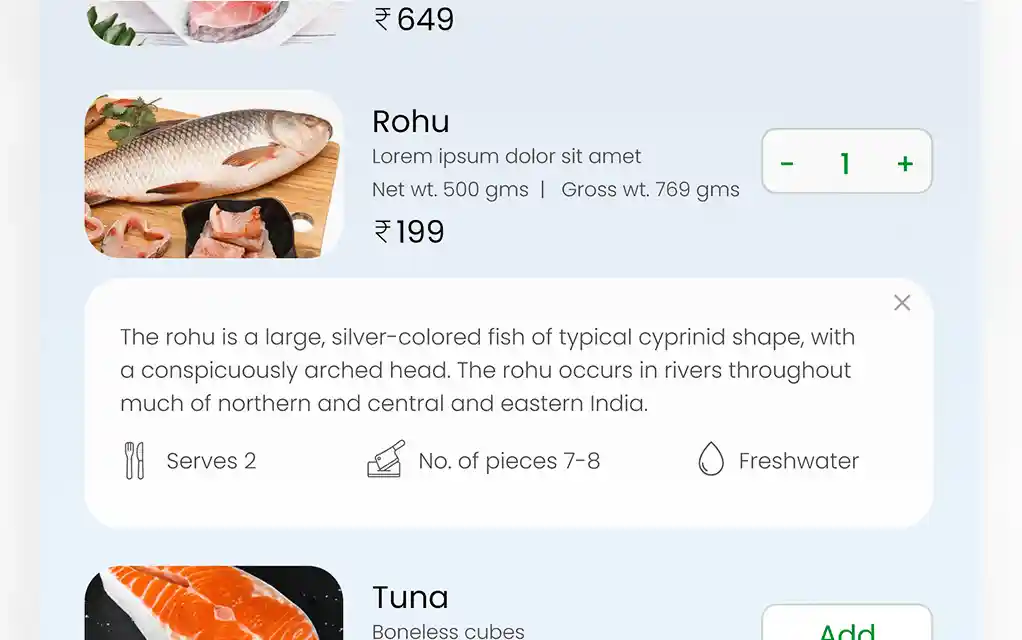 ₹ 649
Rohu
Lorem ipsum dolor sit amet
Net wt. 500 gms | Gross wt. 769 gms
₹ 199
- 1 +
The rohu is a large, silver-colored fish of typical cyprinid shape, with
a conspicuously arched head. The rohu occurs in rivers throughout
much of northern and central and eastern India.
Serves 2
No. of pieces 7-8
Freshwater
Tuna
Boneless cubes
Add